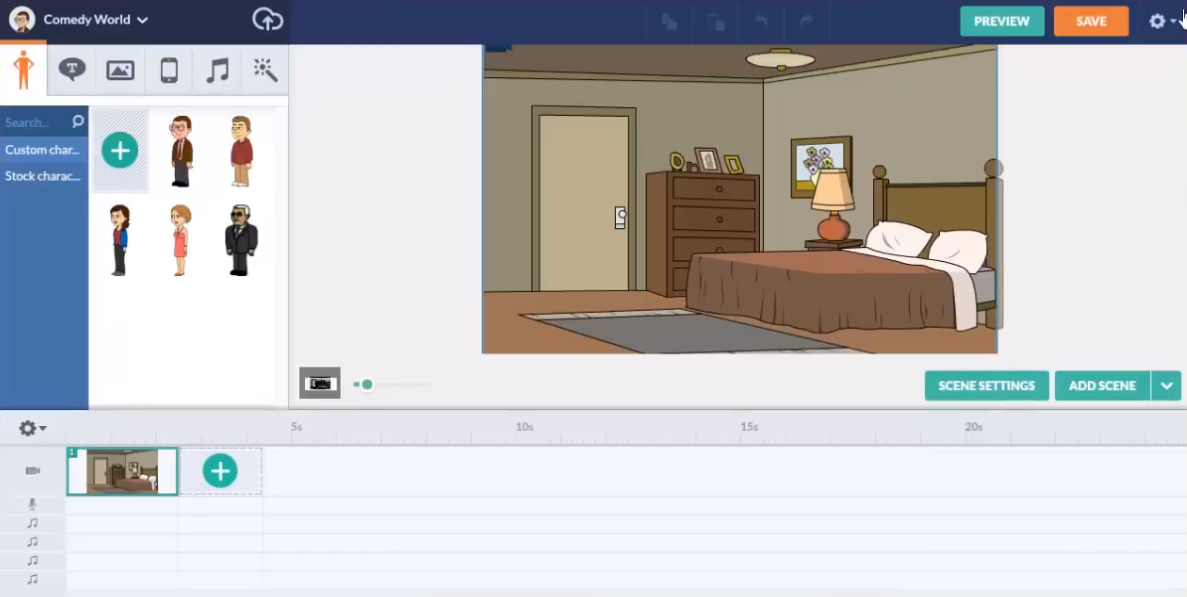 Comedy World
PREVIEW
SAVE
T
Search...
Custom char...
Stock charac...
SCENE SETTINGS
ADD SCENE
5s
10s
15s
20s
1